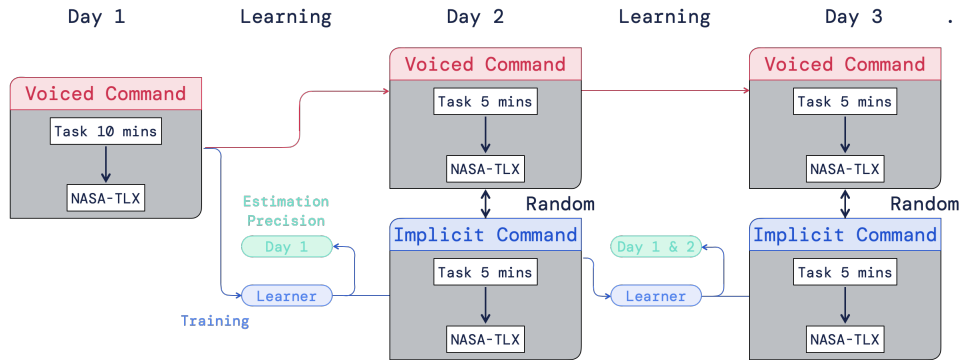 Day 1
Learning
Day 2
Learning
Day 3
.
Voiced Command
Task 10 mins
NASA-TLX
Estimation
Precision
Day 1
Learner
Training
Voiced Command
Task 5 mins
NASA-TLX
Random
Implicit Command
Task 5 mins
NASA-TLX
Day 1 & 2
Learner
Voiced Command
Task 5 mins
NASA-TLX
Random
Implicit Command
Task 5 mins
NASA-TLX